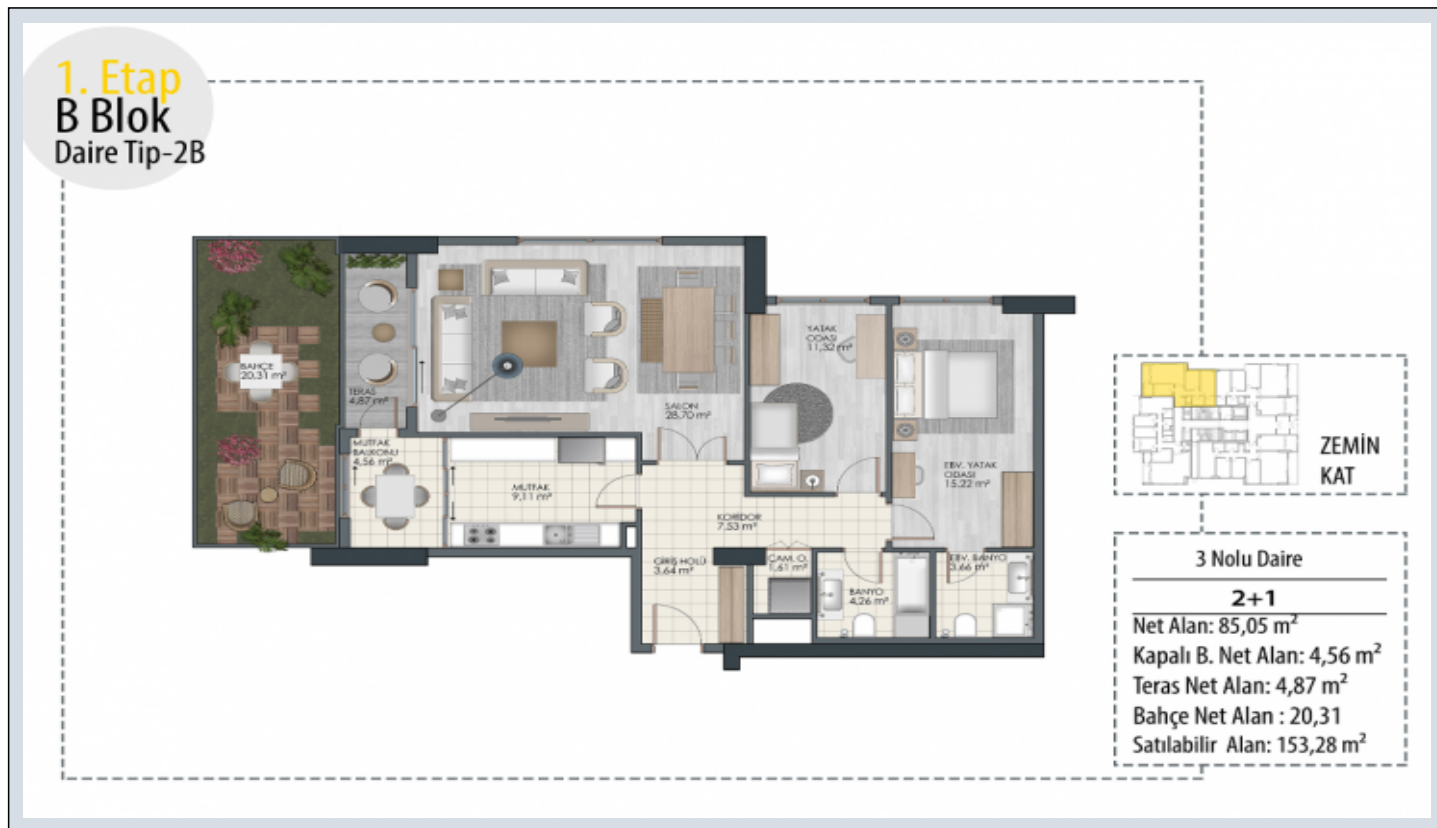 1. Etap
B Blok
Daire Tip-2B
BAHÇE
20,31 m²
TERAS
4,87 m²
MUTFAK
BALKONU
4,56 m²
MUTFAK
9,11 m²
SALON
28,70 m²
YATAK
ODASI
11,32 m²
EBV. YATAK
ODASI
15,22 m²
KORİDOR
7,53 m²
GİRİŞ HOLÜ
3,64 m²
ÇAM. O.
1,61 m²
BANYO
4,26 m²
EBV. BANYO
3,66 m²
ZEMİN
KAT
3 Nolu Daire
2+1
Net Alan: 85,05 m²
Kapalı B. Net Alan: 4,56 m²
Teras Net Alan: 4,87 m²
Bahçe Net Alan : 20,31
Satılabilir Alan: 153,28 m²